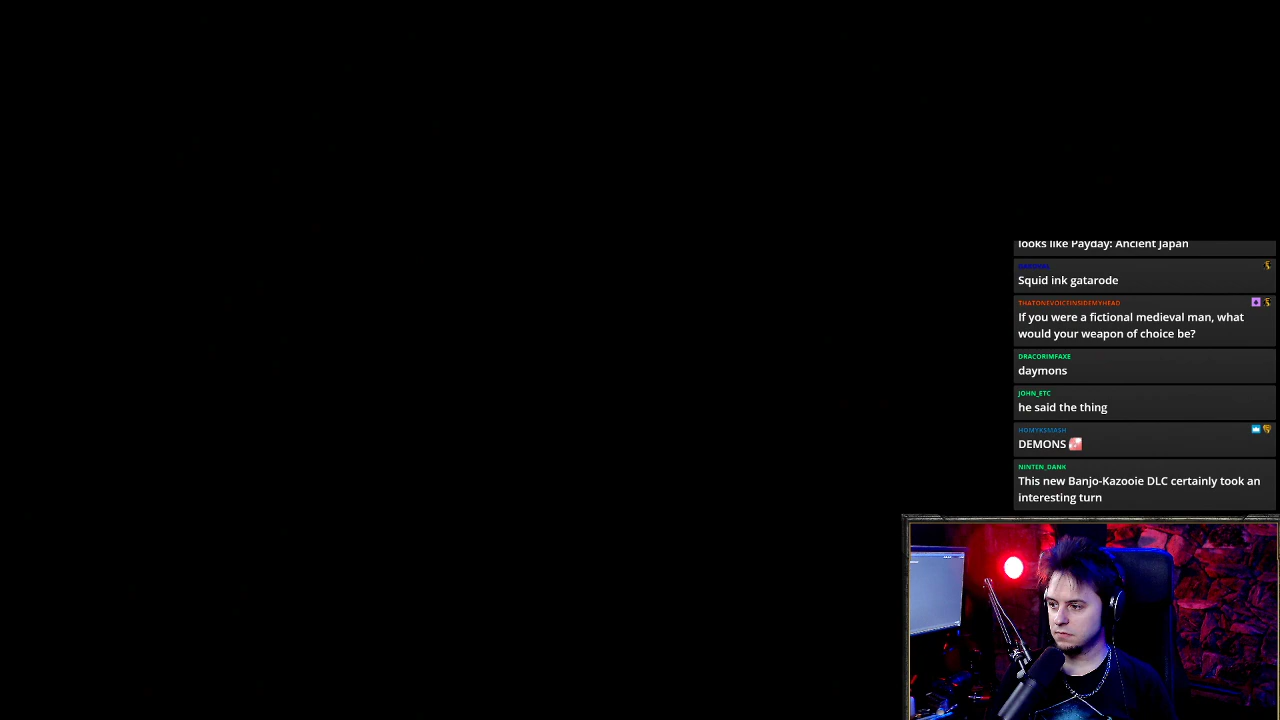 looks like Payday: Ancient Japan
Squid ink gatarode
THATONEVOICEINSIDEMYHEAD
If you were a fictional medieval man, what
would your weapon of choice be?
DRACORIMFAXE
daymons
JOHN_ETC
he said the thing
HOMYKSMASH
DEMONS
NINTEN_DANK
This new Banjo-Kazooie DLC certainly took an
interesting turn